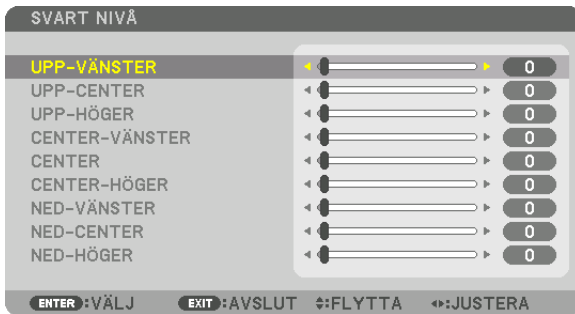 SVART NIVÅ
UPP-VÄNSTER 0
UPP-CENTER 0
UPP-HÖGER 0
CENTER-VÄNSTER 0
CENTER 0
CENTER-HÖGER 0
NED-VÄNSTER 0
NED-CENTER 0
NED-HÖGER 0
ENTER :VÄLJ EXIT :AVSLUT :FLYTTA :JUSTERA